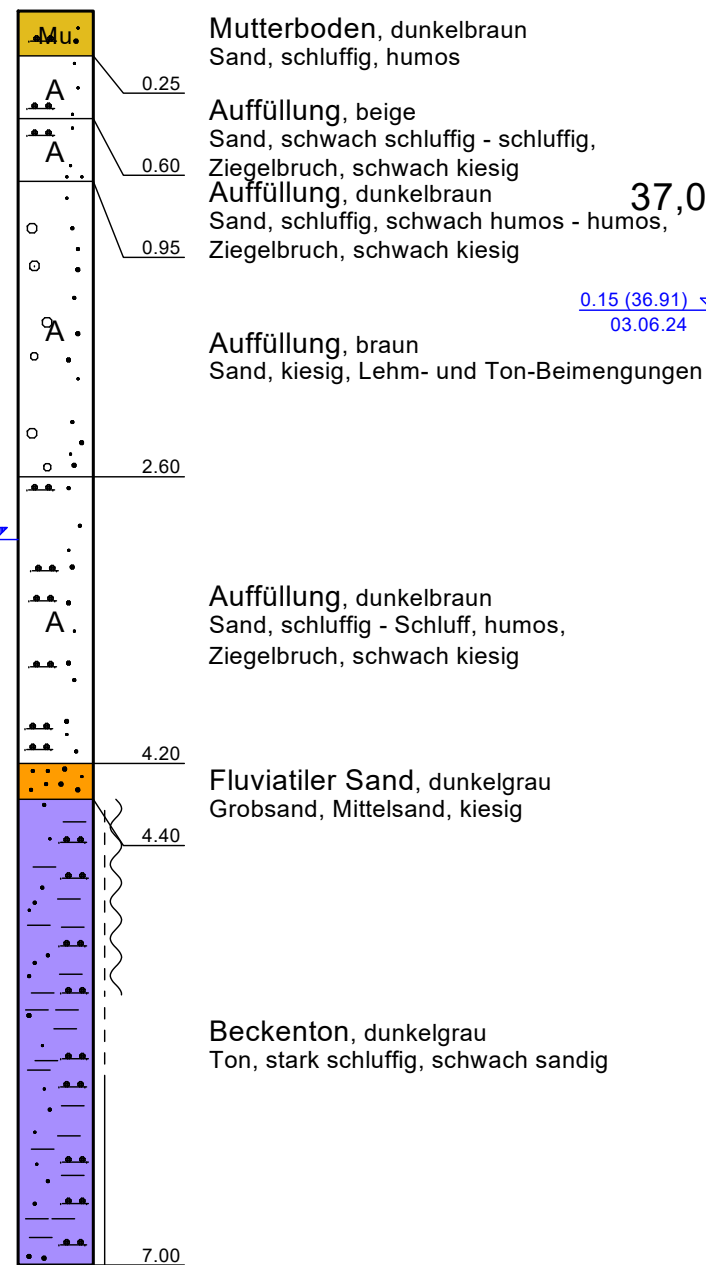 Mu.
Mutterboden, dunkelbraun
Sand, schluffig, humos
0.25
A
Auffüllung, beige
Sand, schwach schluffig - schluffig,
Ziegelbruch, schwach kiesig
0.60
A
Auffüllung, dunkelbraun
Sand, schluffig, schwach humos - humos,
Ziegelbruch, schwach kiesig
0.95
37,0
0.15 (36.91)
03.06.24
A
Auffüllung, braun
Sand, kiesig, Lehm- und Ton-Beimengungen
2.60
A
Auffüllung, dunkelbraun
Sand, schluffig - Schluff, humos,
Ziegelbruch, schwach kiesig
4.20
Fluviatiler Sand, dunkelgrau
Grobsand, Mittelsand, kiesig
4.40
Beckenton, dunkelgrau
Ton, stark schluffig, schwach sandig
7.00